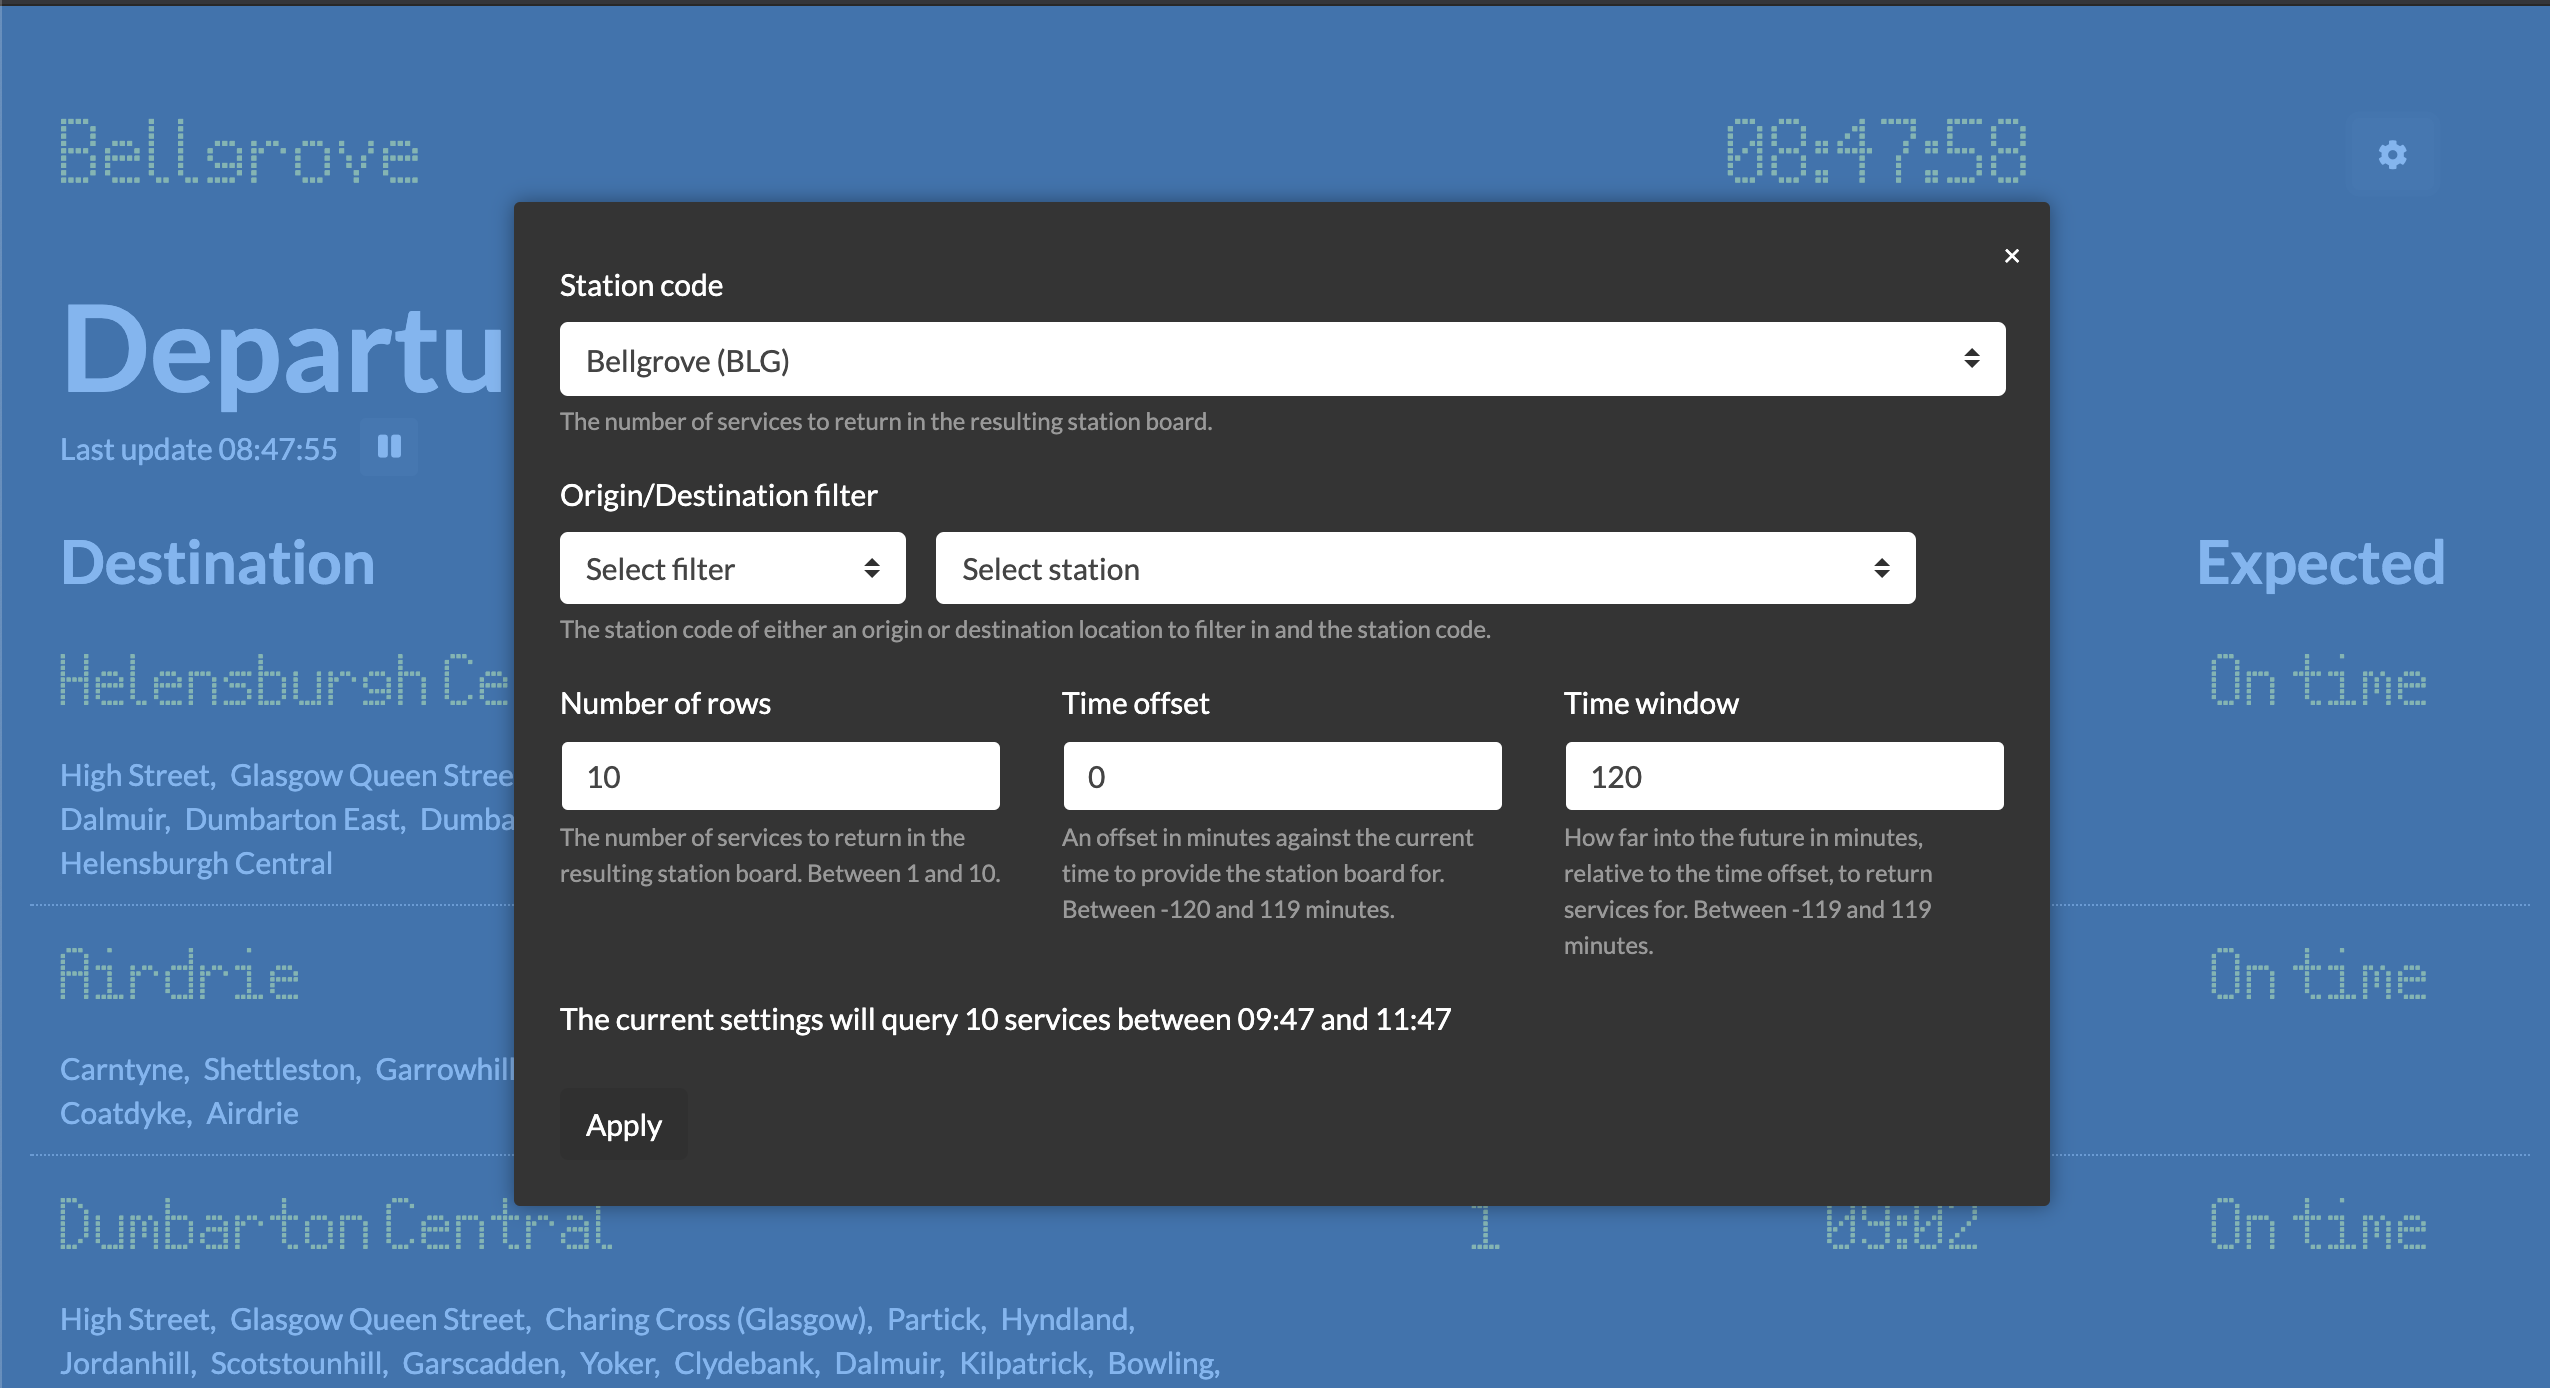 Bellgrove 08:47:58
×
Station code
Departu
Bellgrove (BLG)
The number of services to return in the resulting station board.
Last update 08:47:55
Origin/Destination filter
Destination
Select filter Select station
Expected
The station code of either an origin or destination location to filter in and the station code.
Helensburgh Ce On time
Number of rows Time offset Time window
High Street, Glasgow Queen Stree
10 0 120
Dalmuir, Dumbarton East, Dumba
Helensburgh Central
The number of services to return in the
resulting station board. Between 1 and 10.
An offset in minutes against the current
time to provide the station board for.
Between -120 and 119 minutes.
How far into the future in minutes,
relative to the time offset, to return
services for. Between -119 and 119
minutes.
Airdrie On time
The current settings will query 10 services between 09:47 and 11:47
Carntyne, Shettleston, Garrowhill
Coatdyke, Airdrie
Apply
Dumbarton Central 1 09:02 On time
High Street, Glasgow Queen Street, Charing Cross (Glasgow), Partick, Hyndland,
Jordanhill, Scotstounhill, Garscadden, Yoker, Clydebank, Dalmuir, Kilpatrick, Bowling,